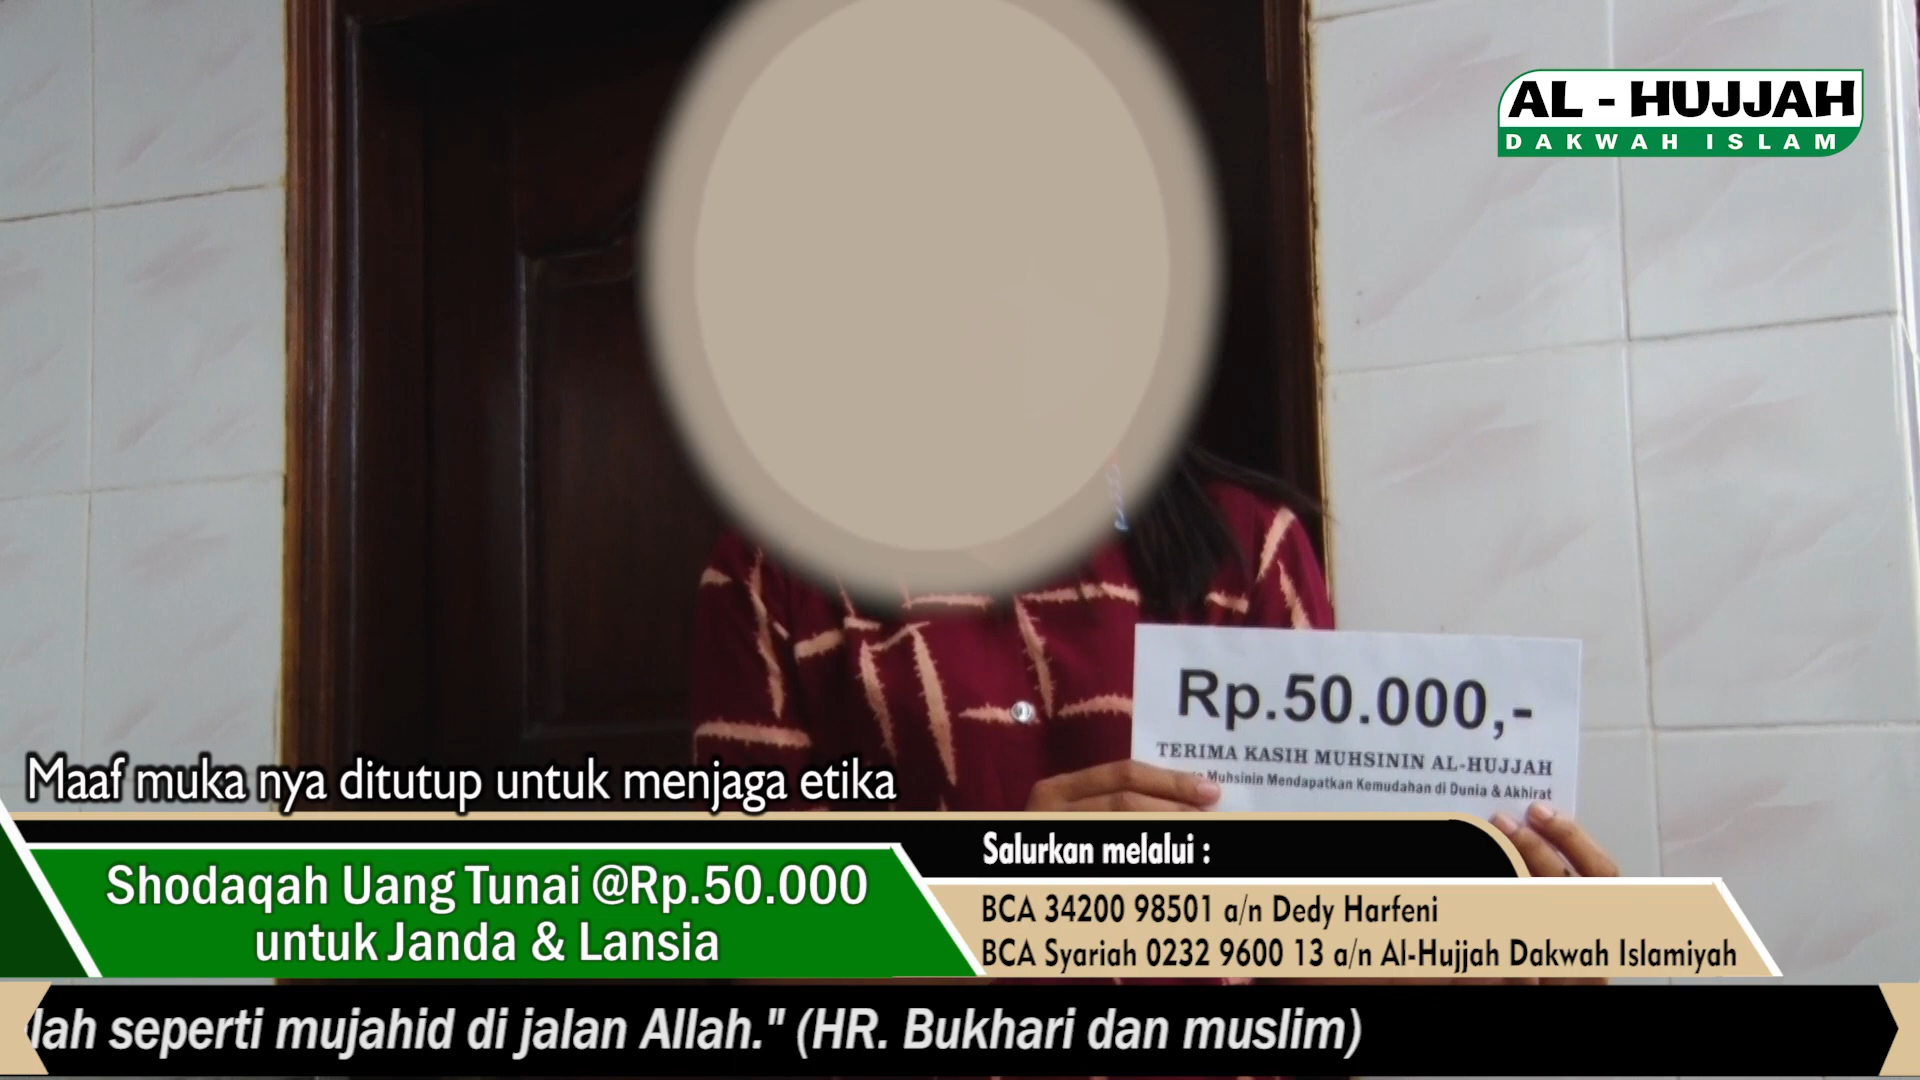 AL - HUJJAH
DAKWAH ISLAM
Rp.50.000,-
TERIMA KASIH MUHSININ AL-HUJJAH
Muhsinin Mendapatkan Kemudahan di Dunia & Akhirat
Maaf muka nya ditutup untuk menjaga etika
Salurkan melalui :
Shodaqah Uang Tunai @Rp.50.000
untuk Janda & Lansia
BCA 34200 98501 a/n Dedy Harfeni
BCA Syariah 0232 9600 13 a/n Al-Hujjah Dakwah Islamiyah
seperti mujahid di jalan Allah." (HR. Bukhari dan muslim)